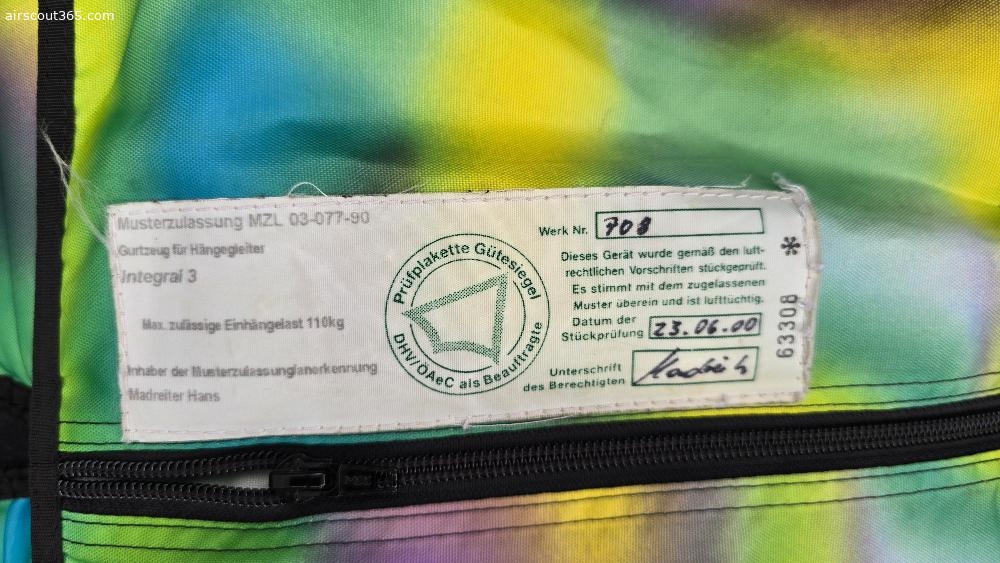 airscout365.com
Musterzulassung MZL 03-077-90
Gurtzeug für Hängegleiter
Integral 3
Max. zulässige Einhängelast 110kg
Inhaber der Musterzulassung/anerkennung
Madreiter Hans
Prüfplakette Gütesiegel
DHV/ÖAeC als Beauftragte
Werk Nr. 708
Dieses Gerät wurde gemäß den luft-
rechtlichen Vorschriften stückgeprüft.
Es stimmt mit dem zugelassenen
Muster überein und ist lufttüchtig.
Datum der
Stückprüfung 23.06.00
Unterschrift
des Berechtigten
63308 *